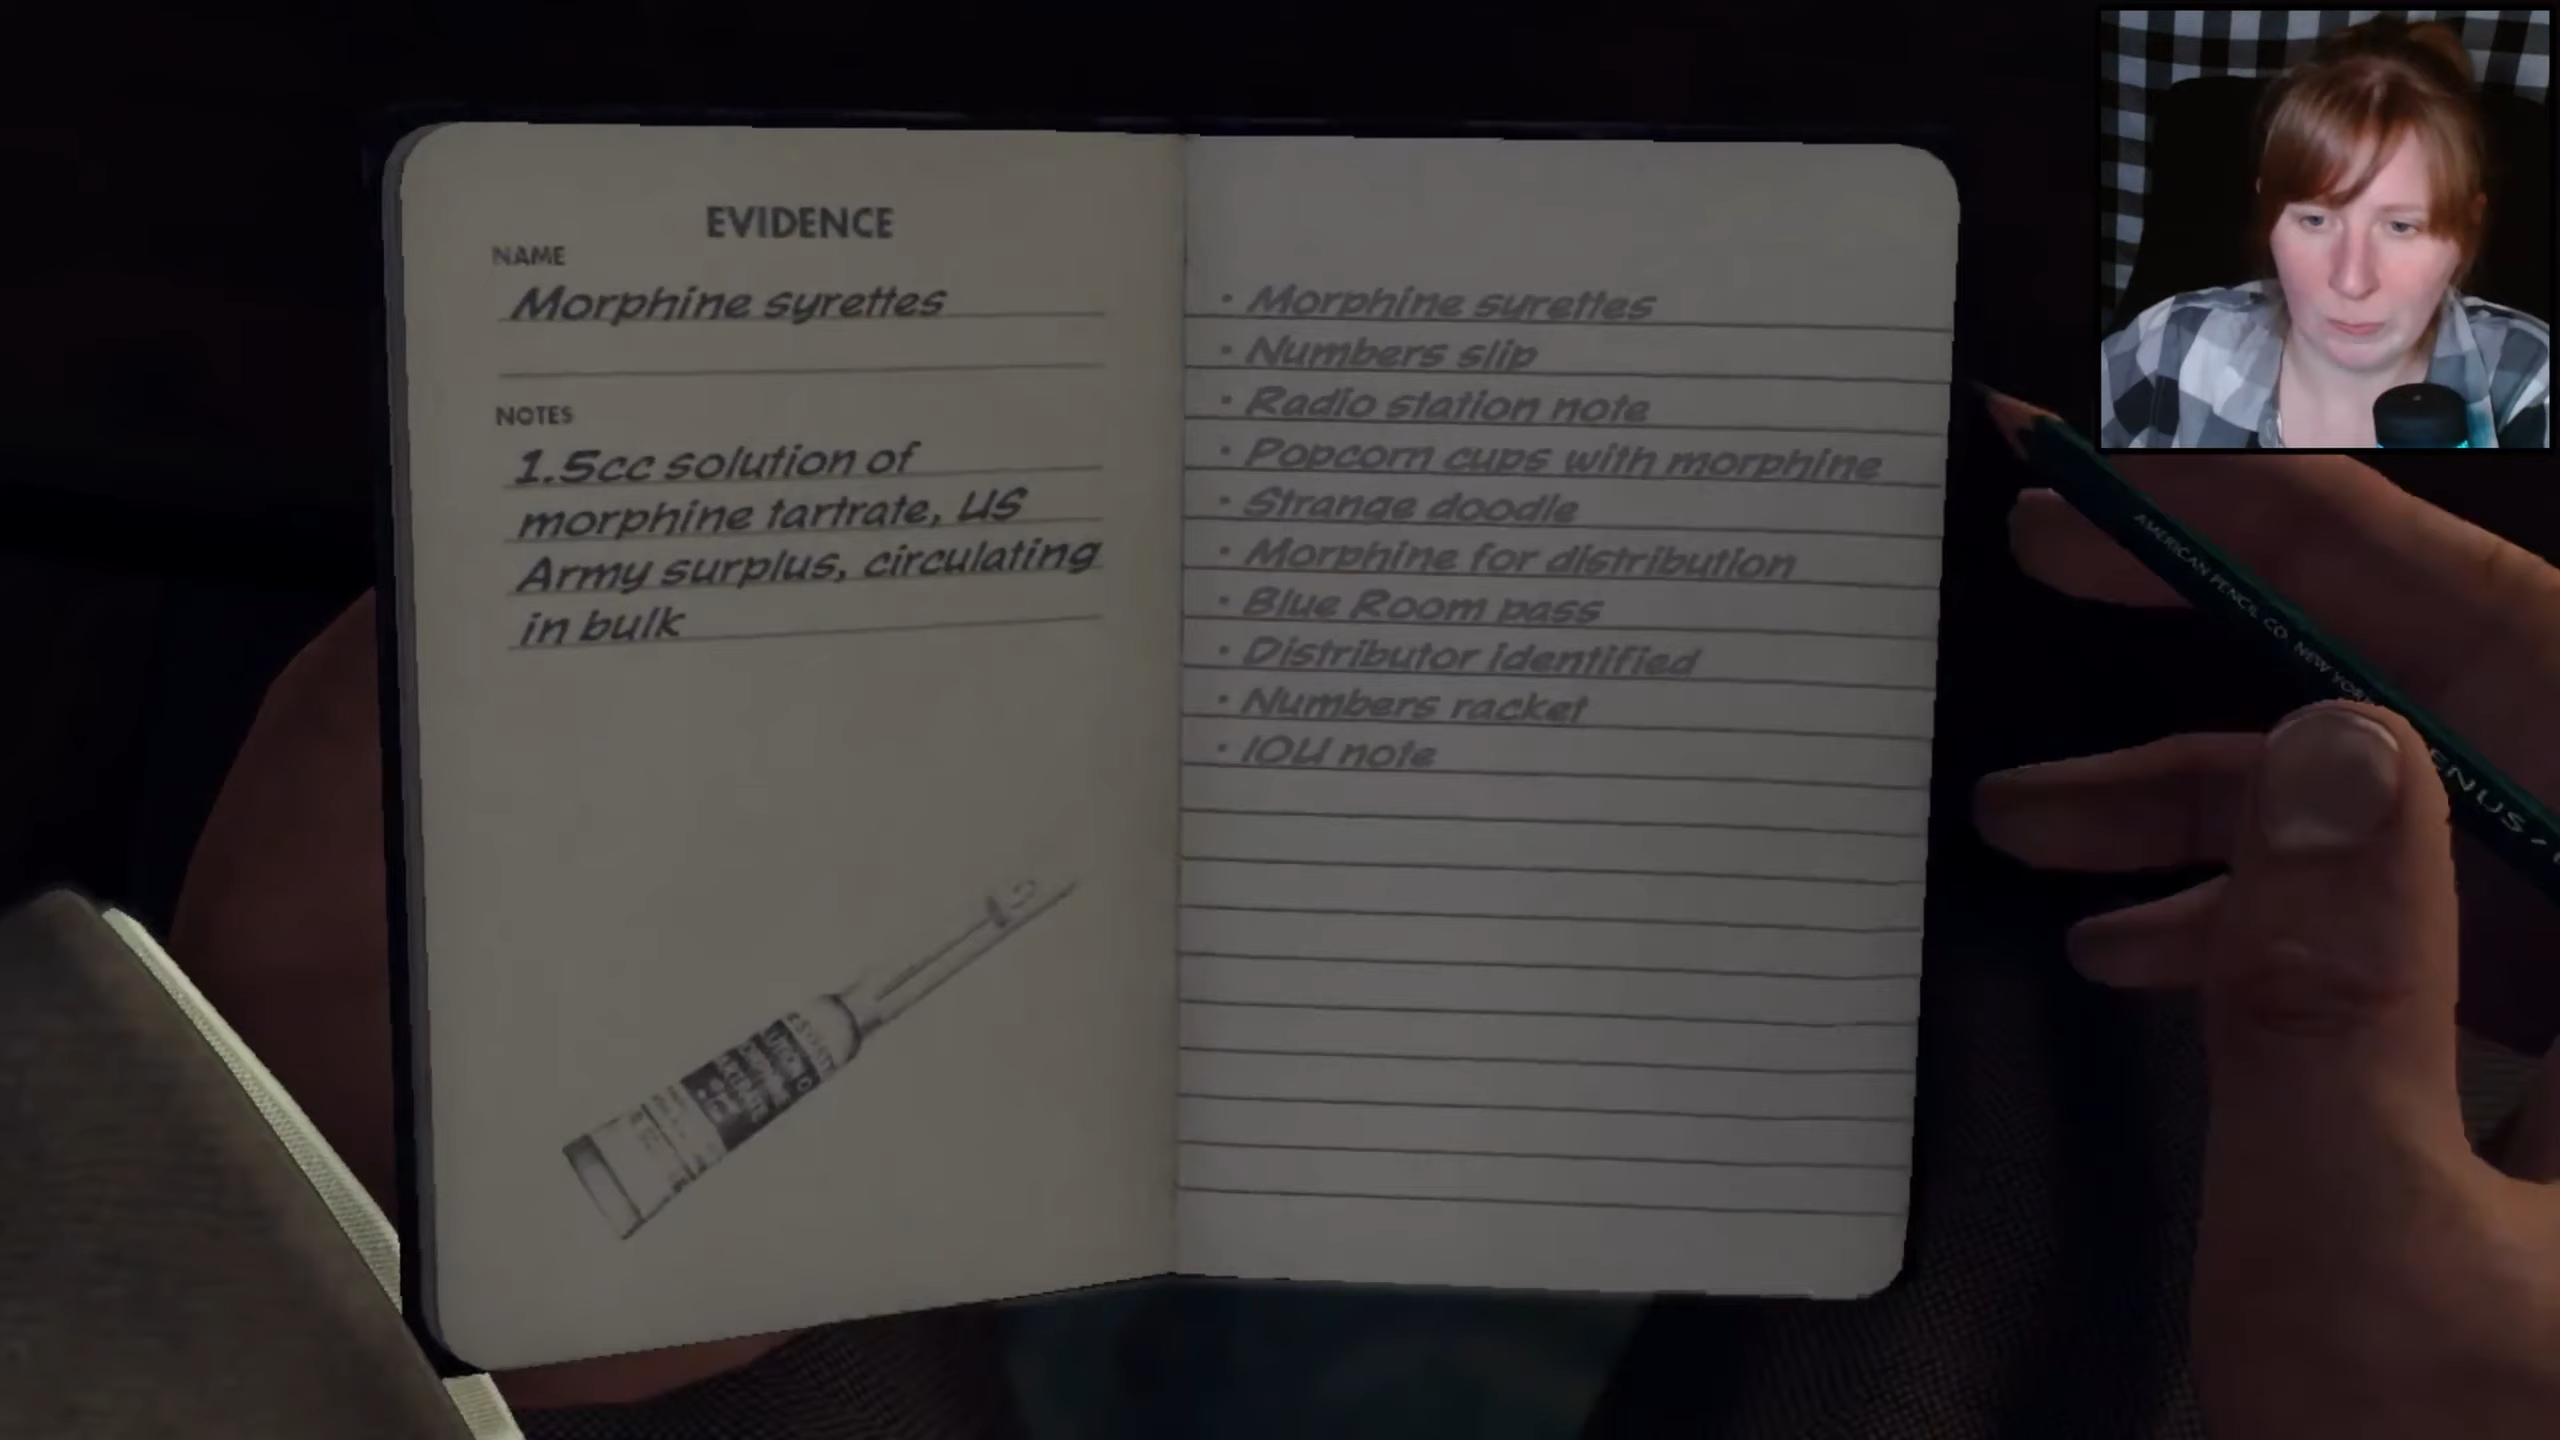 EVIDENCE
NAME
Morphine syrettes
NOTES
1.5cc solution of
morphine tartrate, US
Army surplus, circulating
in bulk
• Morphine syrettes
• Numbers slip
• Radio station note
• Popcorn cups with morphine
• Strange doodle
• Morphine for distribution
• Blue Room pass
• Distributor identified
• Numbers racket
• IOU note
AMERICAN PENCIL CO. NEW YORK